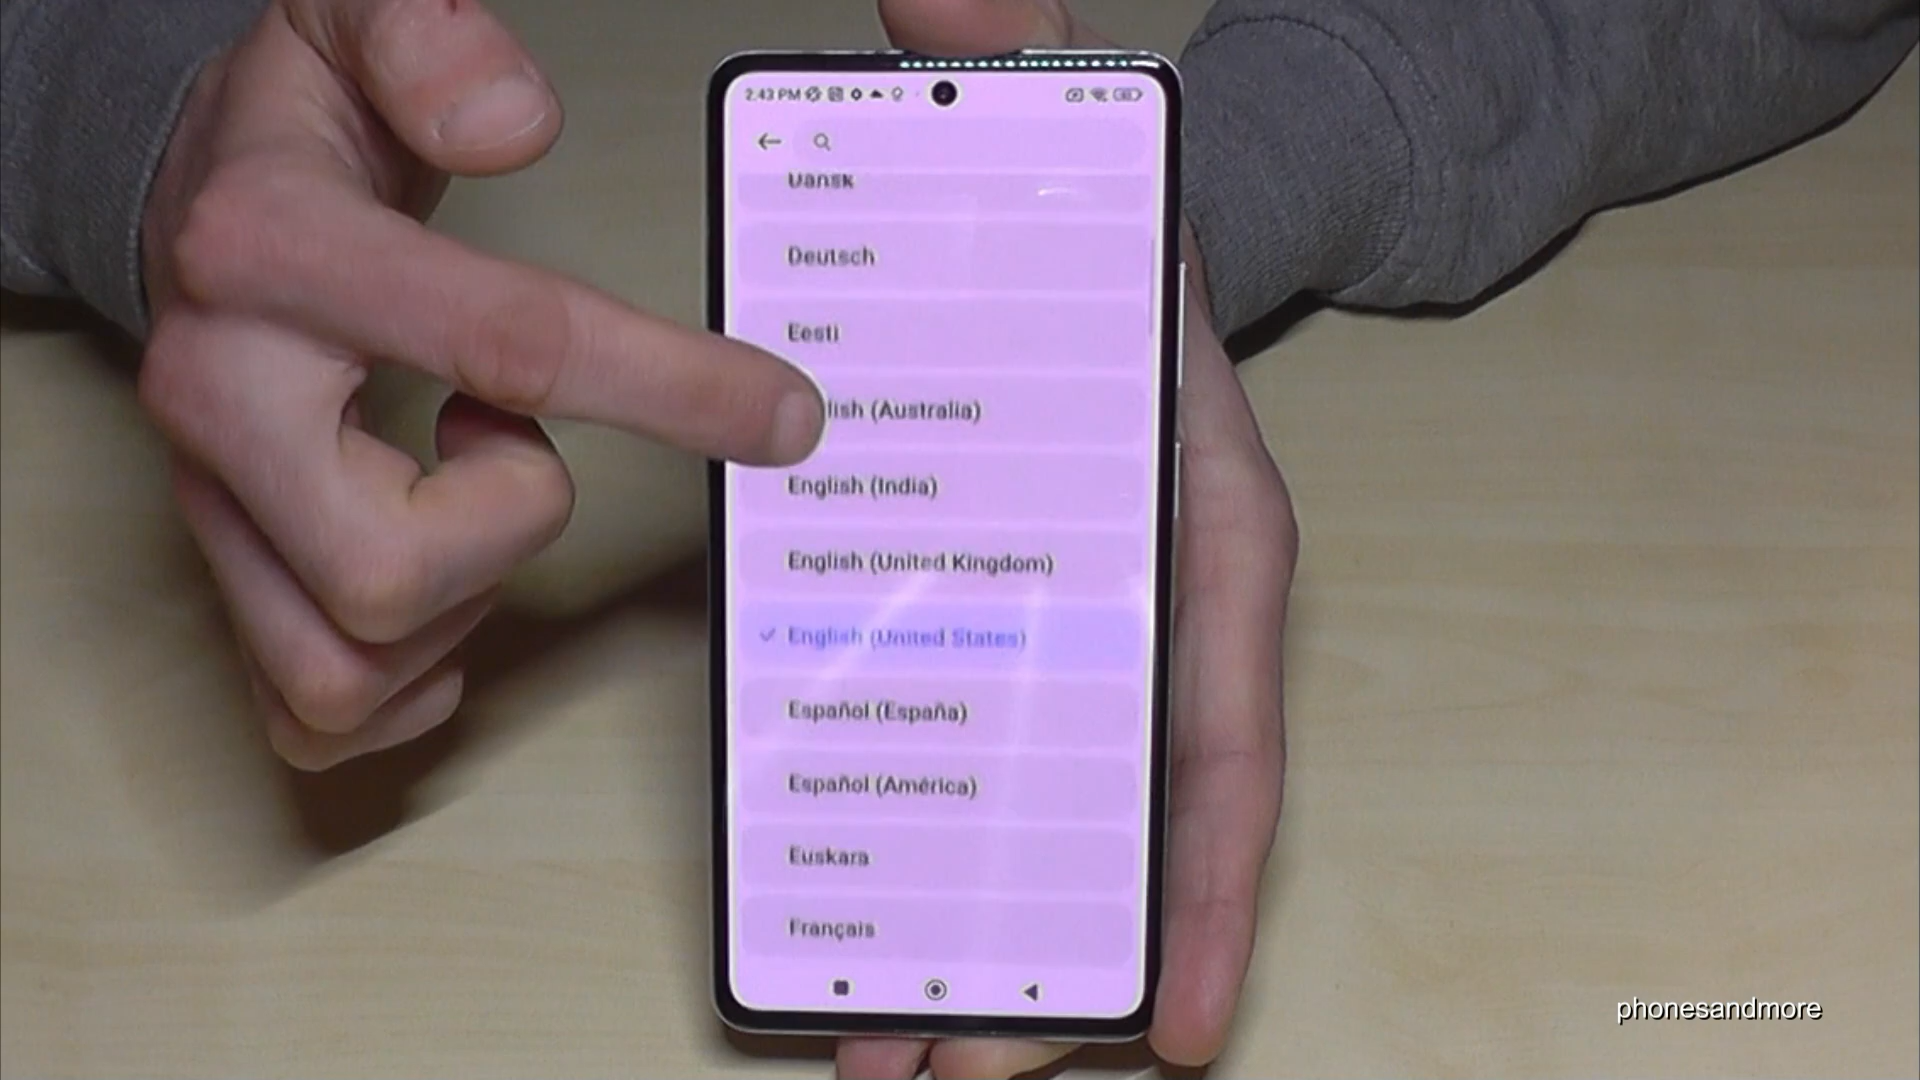 2:43 PM
Dansk
Deutsch
Eesti
lish (Australia)
English (India)
English (United Kingdom)
English (United States)
Español (España)
Español (América)
Euskara
Français
phonesandmore